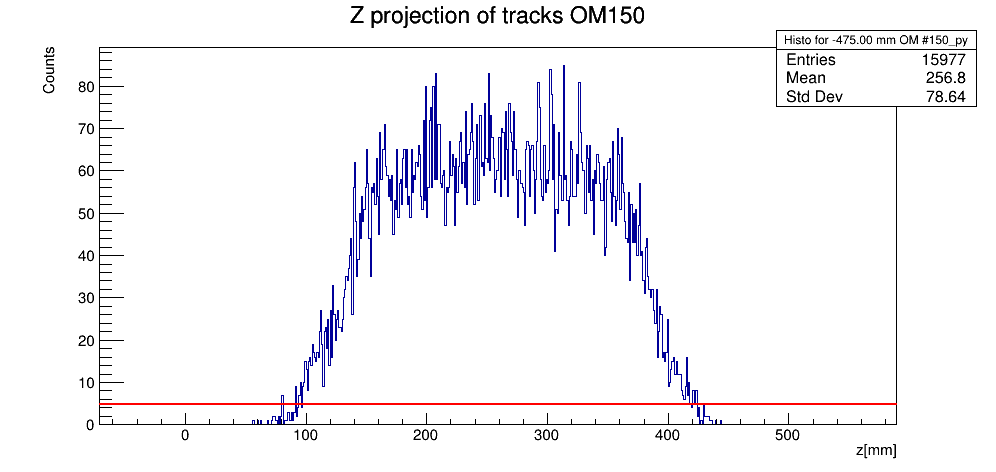 Z projection of tracks OM150
Histo for -475.00 mm OM #150_py
Entries 15977
Mean 256.8
Std Dev 78.64
Counts
80
70
60
50
40
30
20
10
0
0 100 200 300 400 500
z[mm]